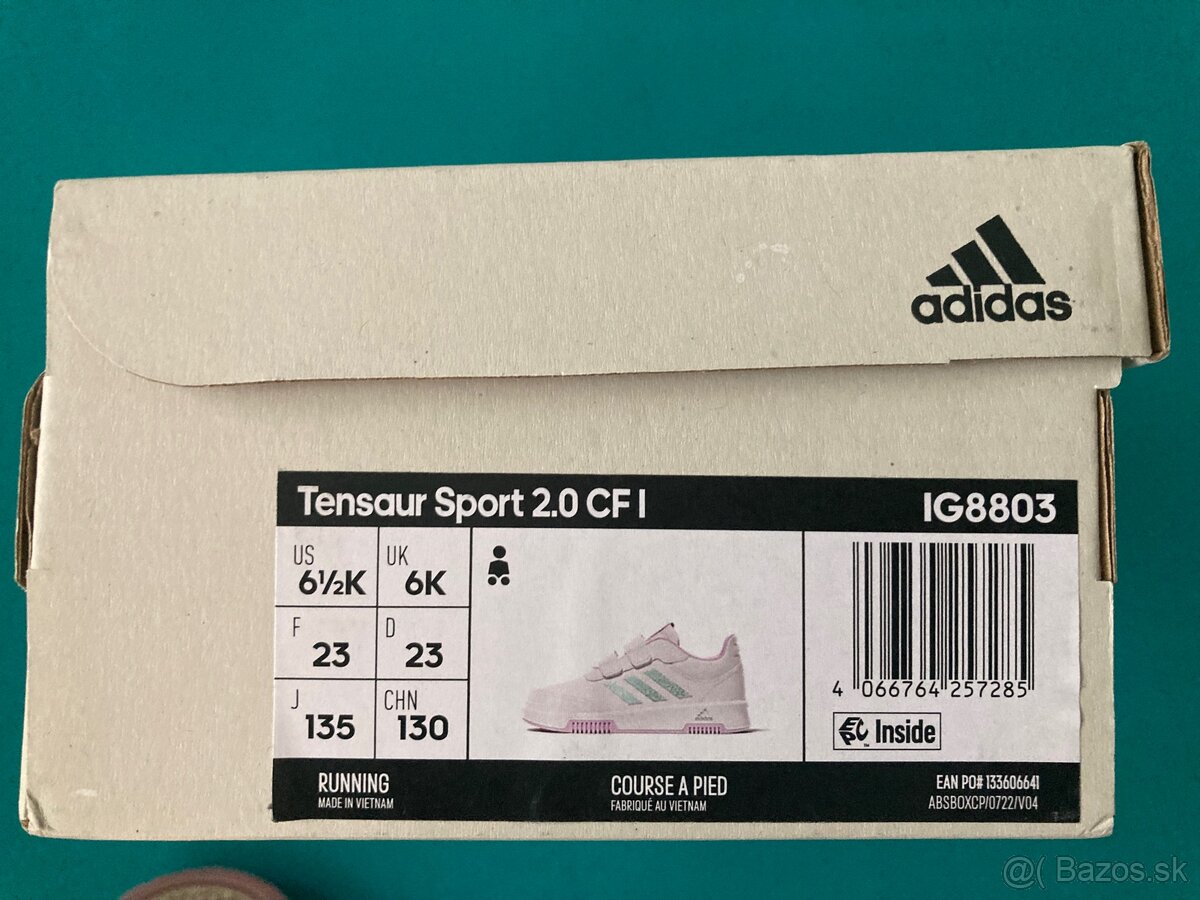 adidas
Tensaur Sport 2.0 CF I IG8803
US 6½K UK 6K
F 23 D 23
J 135 CHN 130
adidas
4 066764 257285
EPC™ Inside
RUNNING
MADE IN VIETNAM
COURSE A PIED
FABRIQUÉ AU VIETNAM
EAN PO# 133606641
ABSBOXCP/0722/V04
@( Bazos.sk